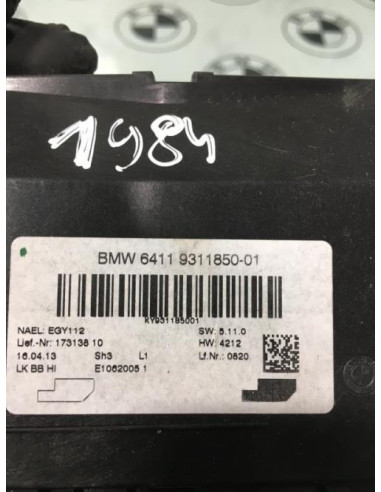 1984
BMW 6411 9311850-01
KY931185001
NAEL: EGY112 SW: 5.11.0
Lief.-Nr: 173138 10 HW: 4212
16.04.13 Sh3 L1 Lf.Nr.: 0820
LK BB HI E1062005 1